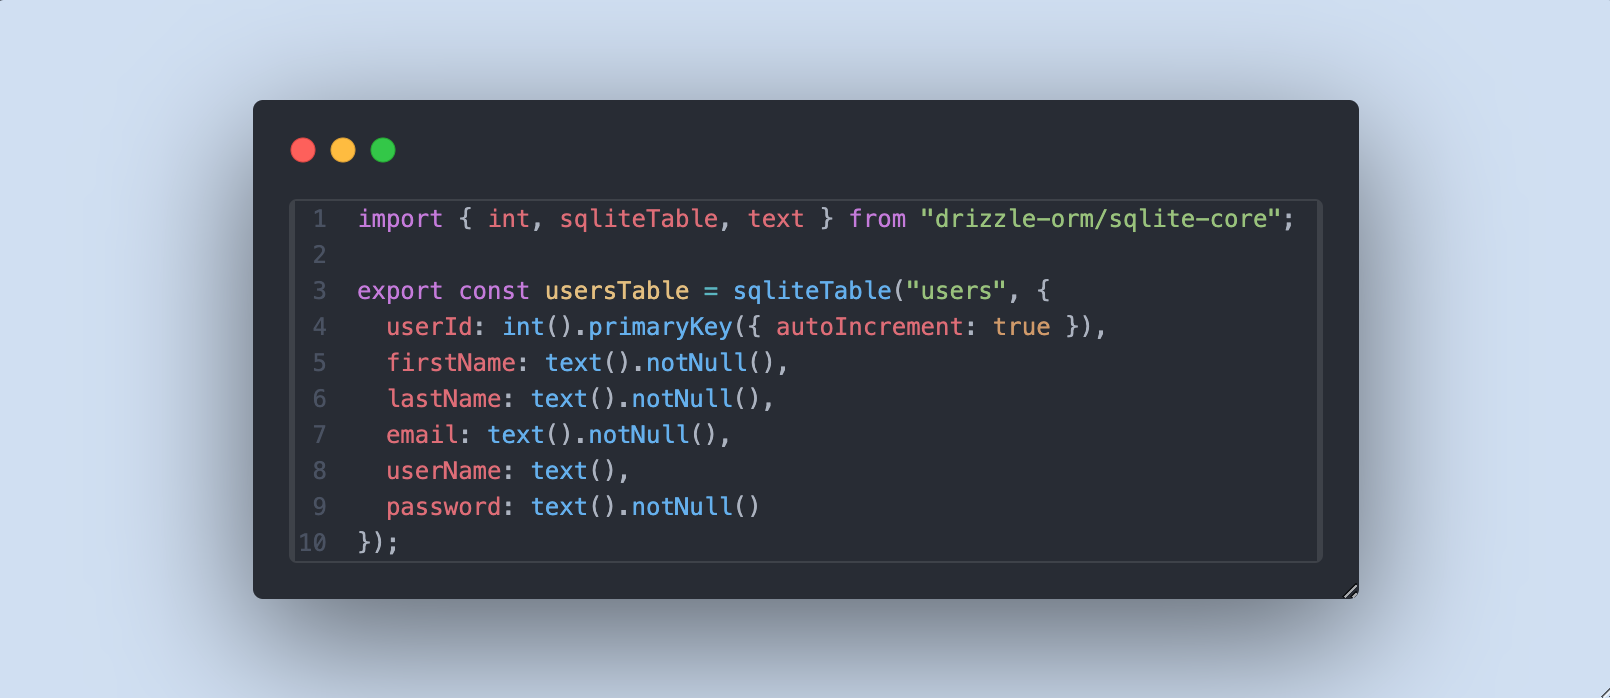 1 import { int, sqliteTable, text } from "drizzle-orm/sqlite-core";
2
3 export const usersTable = sqliteTable("users", {
4   userId: int().primaryKey({ autoIncrement: true }),
5   firstName: text().notNull(),
6   lastName: text().notNull(),
7   email: text().notNull(),
8   userName: text(),
9   password: text().notNull()
10 });